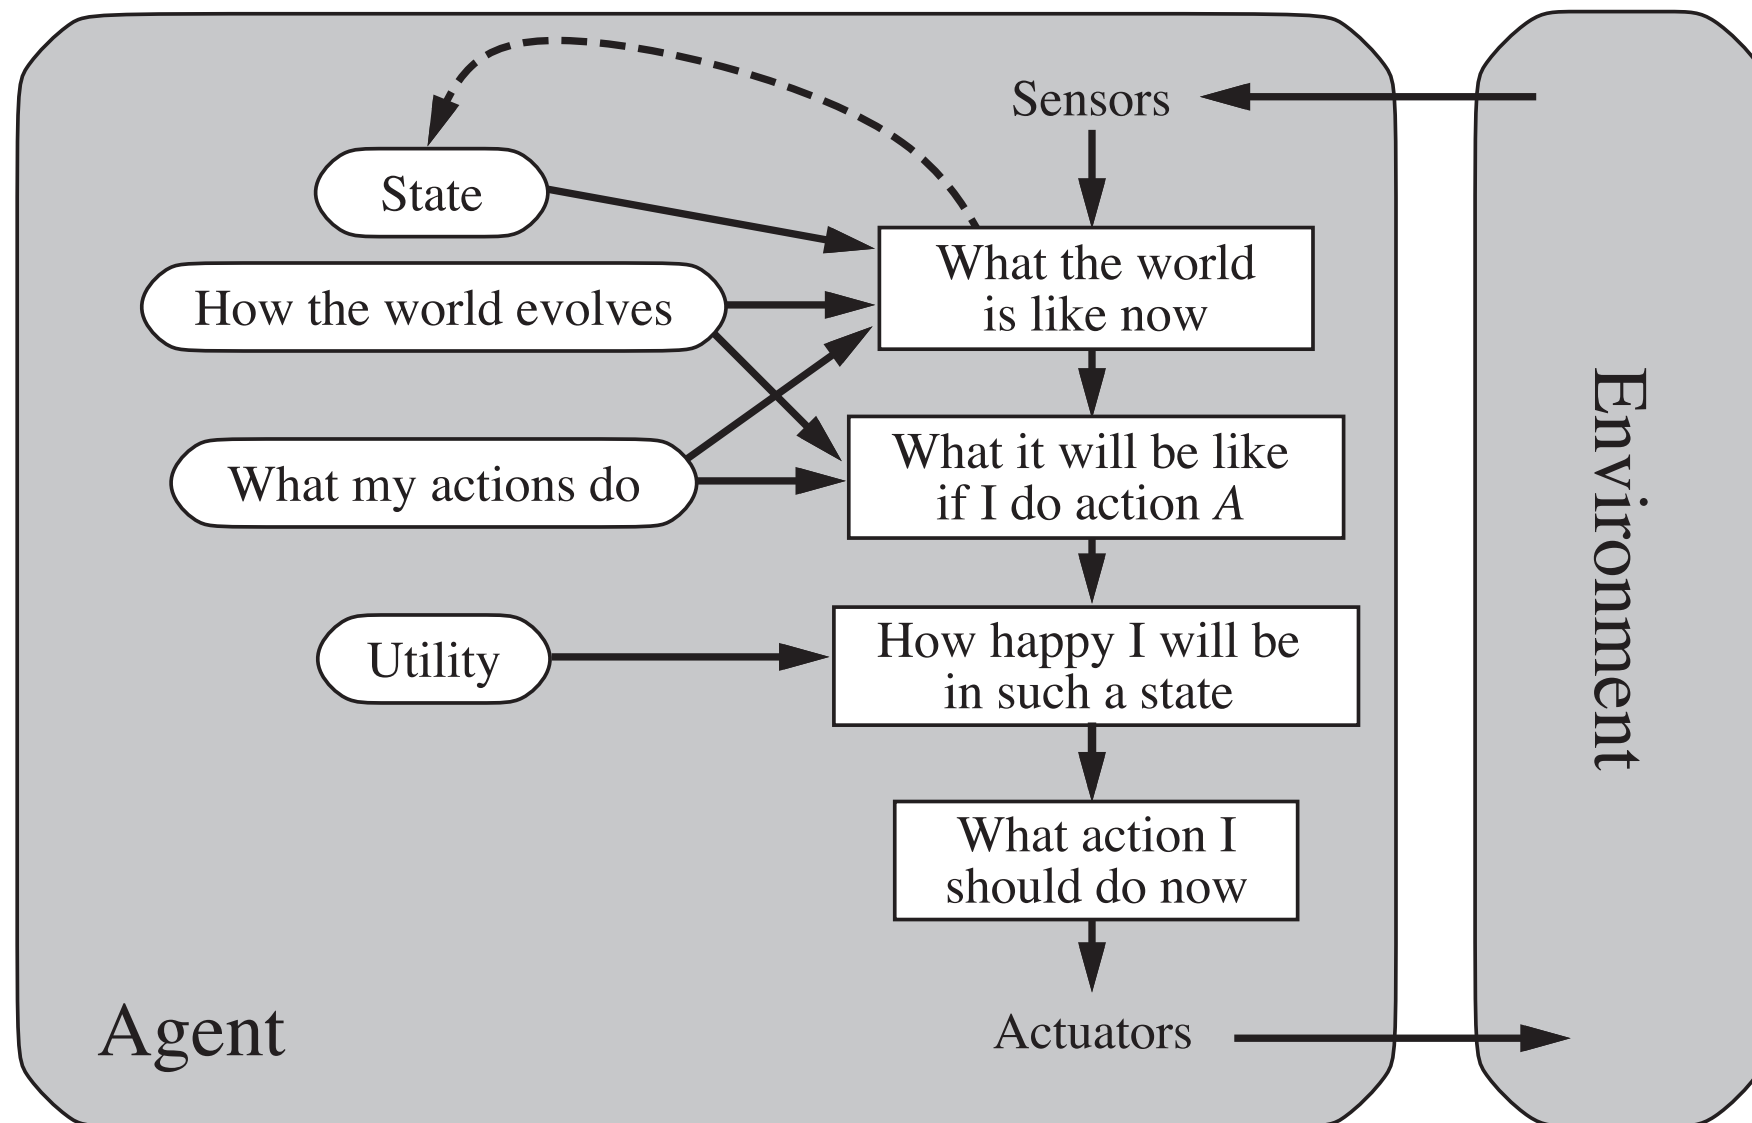 Sensors
State
What the world
is like now
How the world evolves
What it will be like
if I do action A
What my actions do
How happy I will be
in such a state
Utility
What action I
should do now
Agent
Actuators
Environment